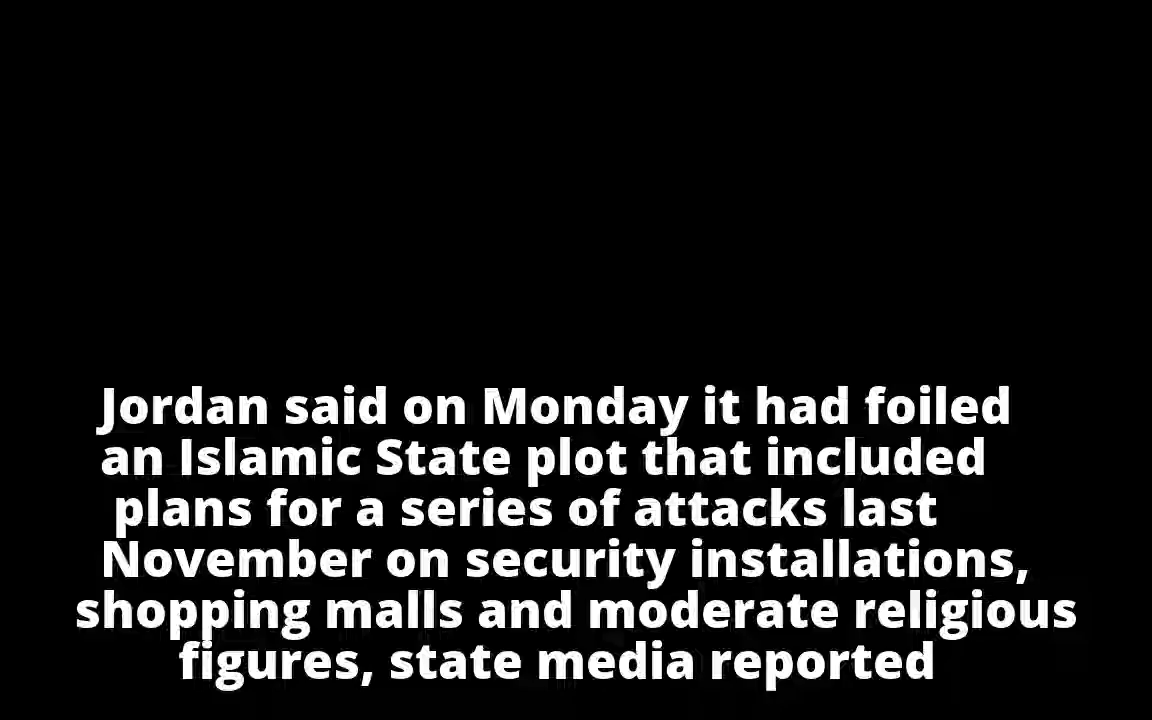 Jordan said on Monday it had foiled
an Islamic State plot that included
plans for a series of attacks last
November on security installations,
shopping malls and moderate religious
figures, state media reported